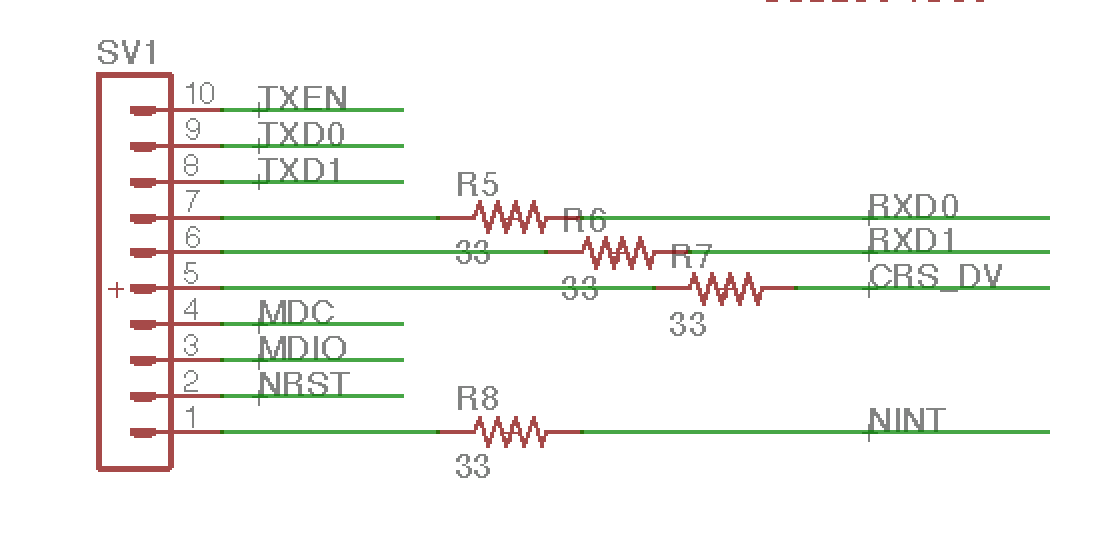 SV1
10 TXEN
9 TXD0
8 TXD1
R5
7 RXD0
R6
6 33 RXD1
R7
5 33 CRS_DV
4 MDC 33
3 MDIO
2 NRST R8
1 NINT
33